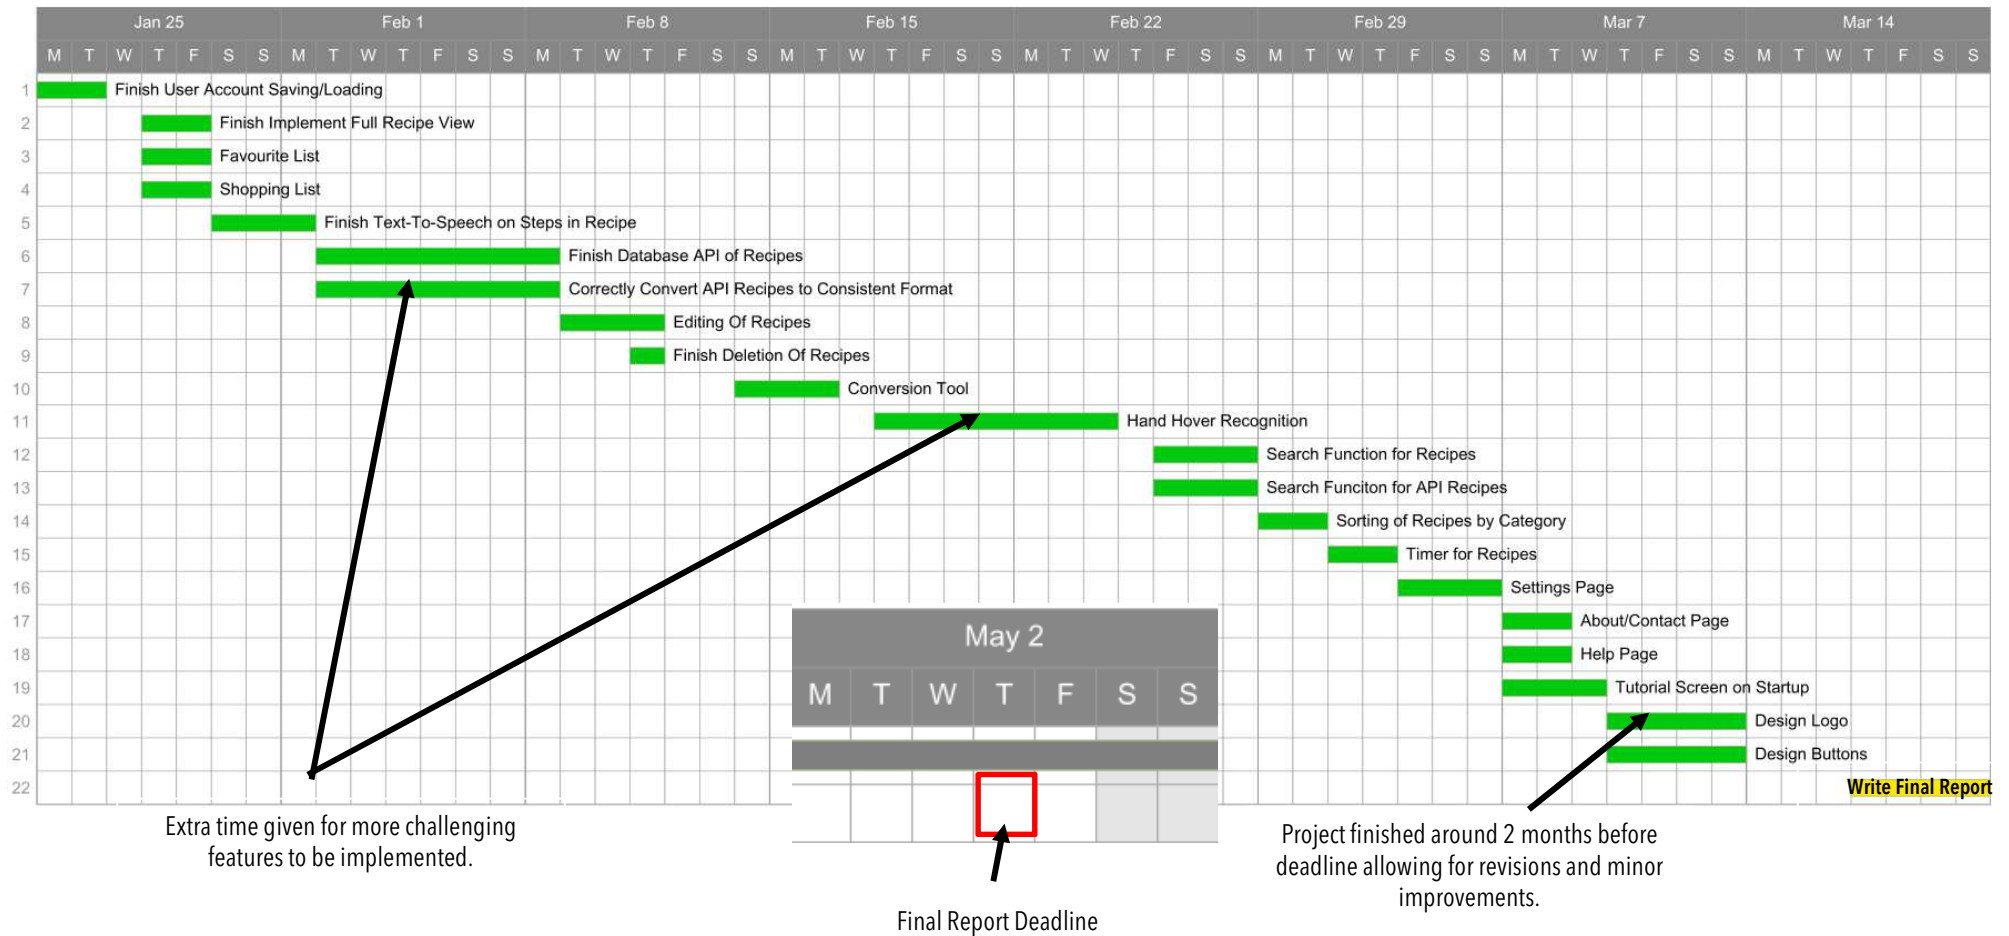 Jan 25 Feb 1 Feb 8 Feb 15 Feb 22 Feb 29 Mar 7 Mar 14
M T W T F S S M T W T F S S M T W T F S S M T W T F S S M T W T F S S M T W T F S S M T W T F S S M T W T F S S
1 Finish User Account Saving/Loading
2 Finish Implement Full Recipe View
3 Favourite List
4 Shopping List
5 Finish Text-To-Speech on Steps in Recipe
6 Finish Database API of Recipes
7 Correctly Convert API Recipes to Consistent Format
8 Editing Of Recipes
9 Finish Deletion Of Recipes
10 Conversion Tool
11 Hand Hover Recognition
12 Search Function for Recipes
13 Search Funciton for API Recipes
14 Sorting of Recipes by Category
15 Timer for Recipes
16 Settings Page
17 About/Contact Page
18 Help Page
19 Tutorial Screen on Startup
20 Design Logo
21 Design Buttons
22 Write Final Report
May 2
M T W T F S S
Extra time given for more challenging
features to be implemented.
Final Report Deadline
Project finished around 2 months before
deadline allowing for revisions and minor
improvements.